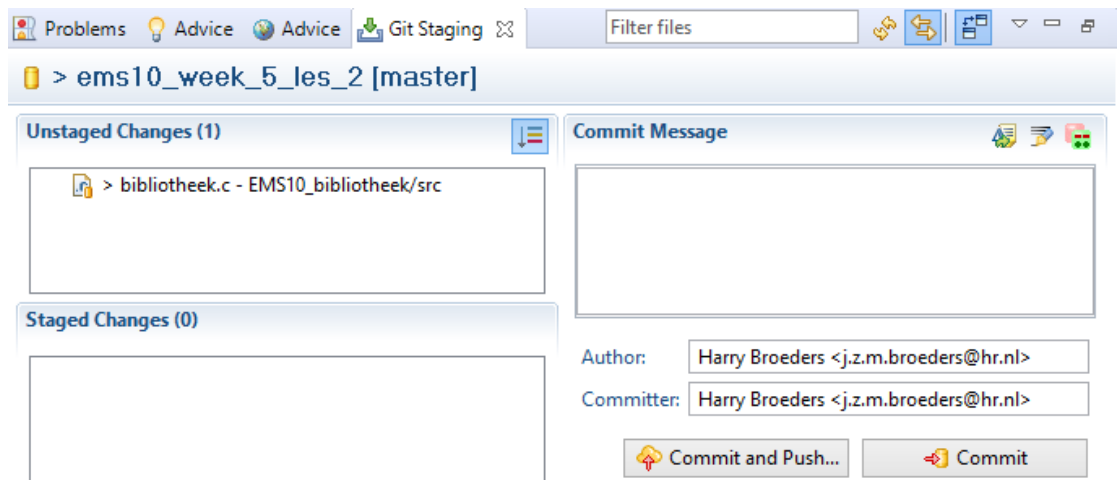 Problems Advice Advice Git Staging Filter files
> ems10_week_5_les_2 [master]
Unstaged Changes (1)
> bibliotheek.c - EMS10_bibliotheek/src
Staged Changes (0)
Commit Message
Author: Harry Broeders <j.z.m.broeders@hr.nl>
Committer: Harry Broeders <j.z.m.broeders@hr.nl>
Commit and Push... Commit